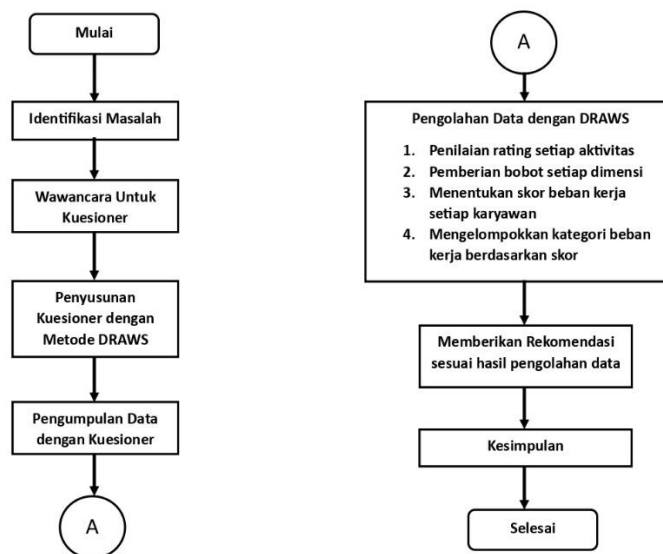 Mulai
Identifikasi Masalah
Wawancara Untuk
Kuesioner
Penyusunan
Kuesioner dengan
Metode DRAWS
Pengumpulan Data
dengan Kuesioner
A
A
Pengolahan Data dengan DRAWS
1. Penilaian rating setiap aktivitas
2. Pemberian bobot setiap dimensi
3. Menentukan skor beban kerja
setiap karyawan
4. Mengelompokkan kategori beban
kerja berdasarkan skor
Memberikan Rekomendasi
sesuai hasil pengolahan data
Kesimpulan
Selesai